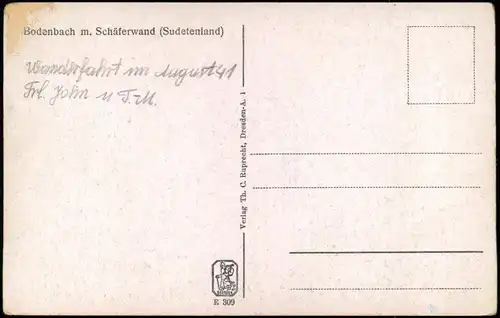 Bodenbach m. Schäferwand (Sudetenland)
Wanderfahrt im August 41
Frl. John u T.-M.
Verlag Th. C. Ruprecht, Dresden-A. 1
E 309